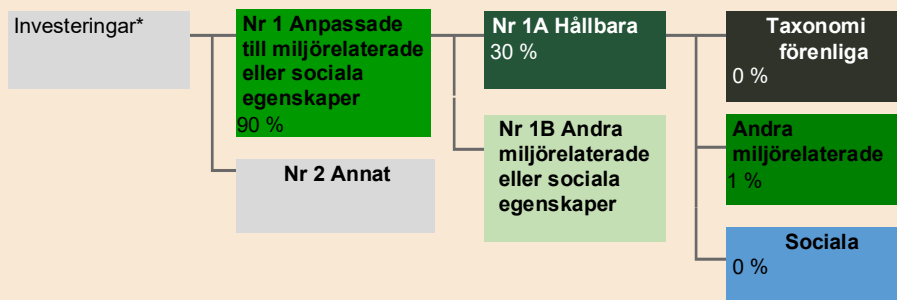 Investeringar*
Nr 1 Anpassade
till miljörelaterade
eller sociala
egenskaper
90 %
Nr 2 Annat
Nr 1A Hållbara
30 %
Nr 1B Andra
miljörelaterade
eller sociala
egenskaper
Taxonomi
förenliga
0 %
Andra
miljörelaterade
1 %
Sociala
0 %